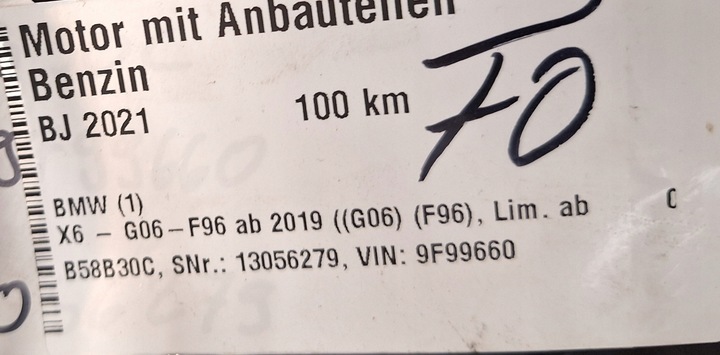 Motor mit Anbauteilen
Benzin
BJ 2021
100 km
70
BMW (1)
X6 – G06–F96 ab 2019 ((G06) (F96), Lim. ab
B58B30C, SNr.: 13056279, VIN: 9F99660